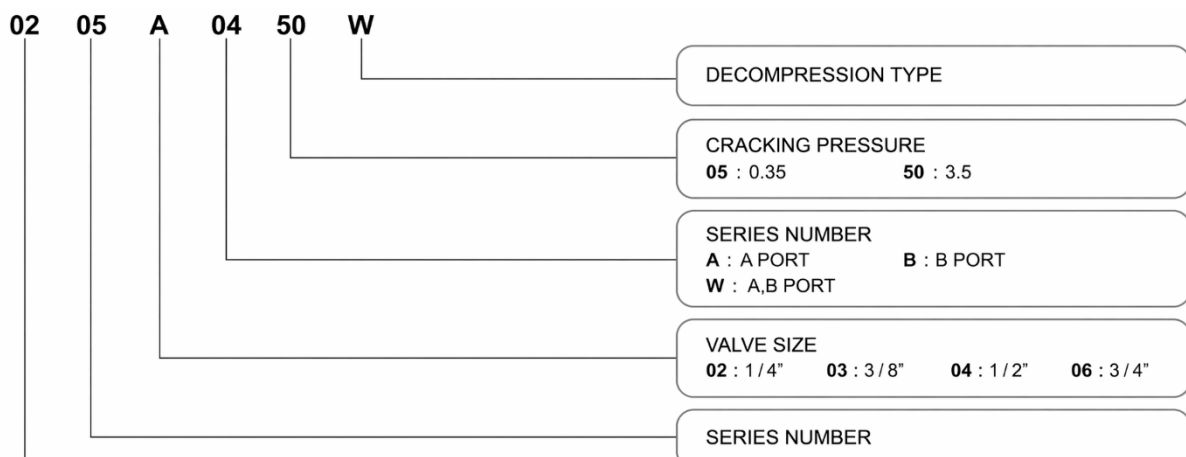 02 05 A 04 50 W
DECOMPRESSION TYPE
CRACKING PRESSURE
05 : 0.35 50 : 3.5
SERIES NUMBER
A : A PORT B : B PORT
W : A,B PORT
VALVE SIZE
02 : 1 / 4” 03 : 3 / 8” 04 : 1 / 2” 06 : 3 / 4”
SERIES NUMBER